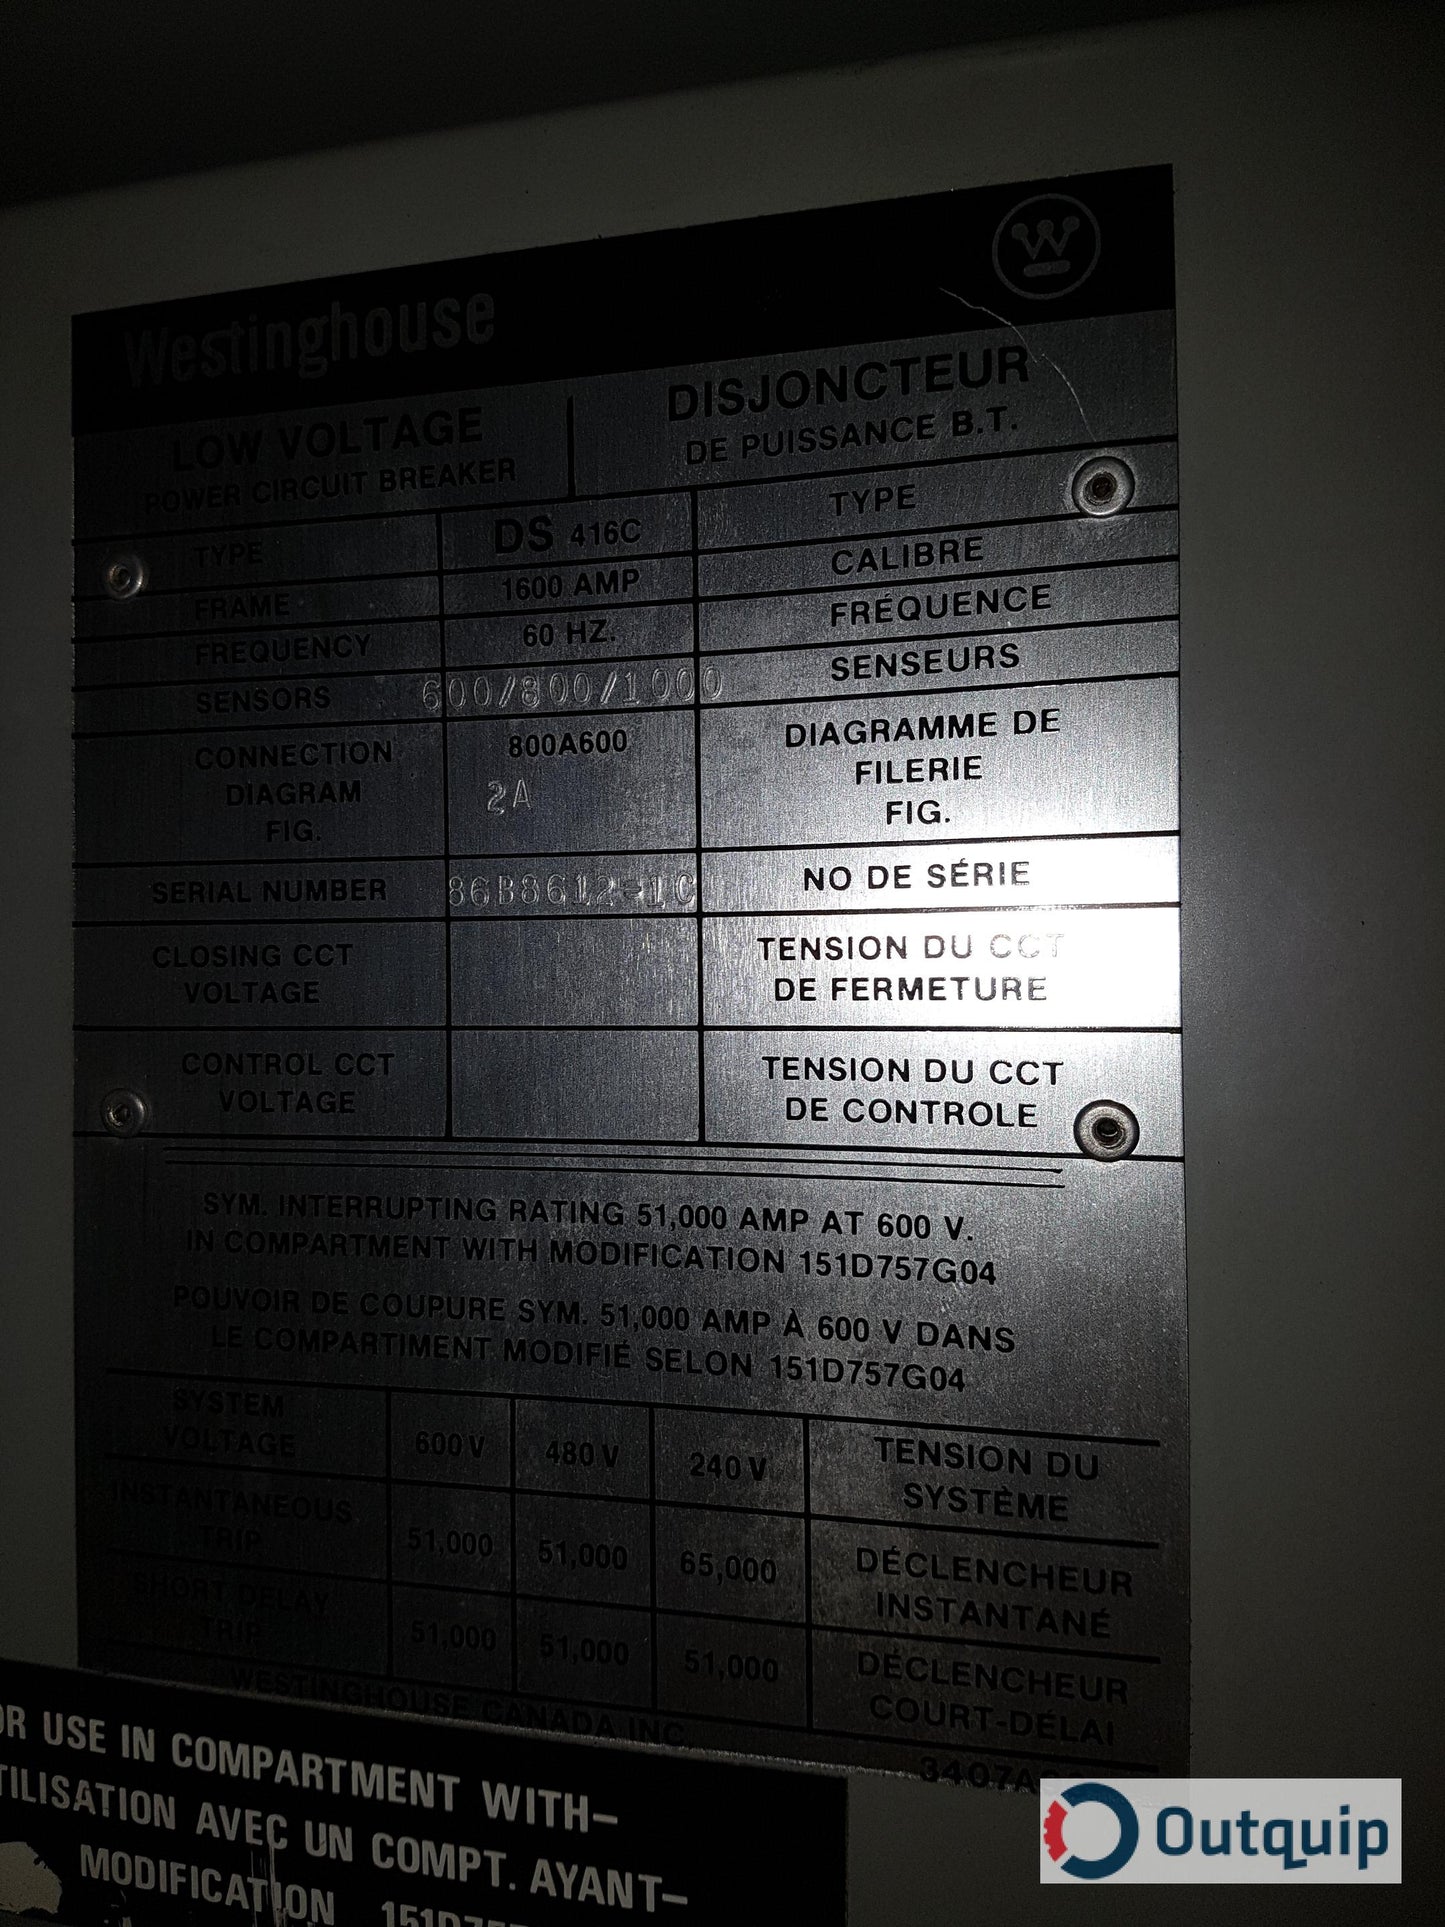 Westinghouse
W
LOW VOLTAGE
POWER CIRCUIT BREAKER
DISJONCTEUR
DE PUISSANCE B.T.
TYPE DS 416C TYPE
FRAME 1600 AMP CALIBRE
FREQUENCY 60 HZ. FRÉQUENCE
SENSORS 600/800/1000 SENSEURS
CONNECTION
DIAGRAM
FIG.
800A600
2A
DIAGRAMME DE
FILERIE
FIG.
SERIAL NUMBER 86B8612-1C NO DE SÉRIE
CLOSING CCT
VOLTAGE
TENSION DU CCT
DE FERMETURE
CONTROL CCT
VOLTAGE
TENSION DU CCT
DE CONTROLE
SYM. INTERRUPTING RATING 51,000 AMP AT 600 V.
IN COMPARTMENT WITH MODIFICATION 151D757G04
POUVOIR DE COUPURE SYM. 51,000 AMP À 600 V DANS
LE COMPARTIMENT MODIFIÉ SELON 151D757G04
SYSTEM
VOLTAGE
600 V 480 V 240 V
TENSION DU
SYSTÈME
INSTANTANEOUS
TRIP
51,000 51,000 65,000
DÉCLENCHEUR
INSTANTANÉ
SHORT DELAY
TRIP
51,000 51,000 51,000
DÉCLENCHEUR
COURT-DÉLAI
WESTINGHOUSE CANADA INC.
USE IN COMPARTMENT WITH-
AVEC UN COMPT. AYANT-
MODIFICATION
Outquip